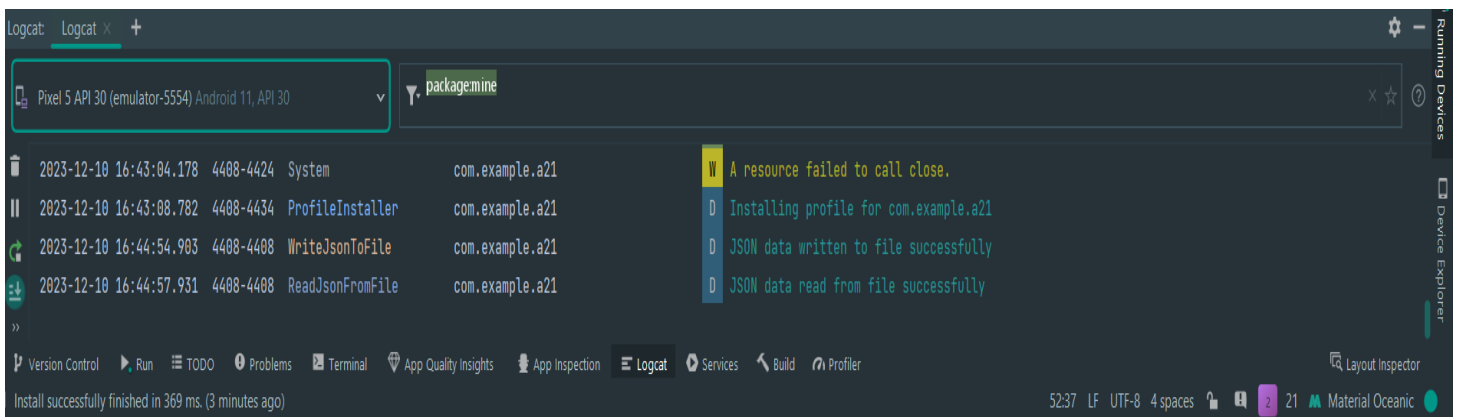 Logcat: Logcat × +
Pixel 5 API 30 (emulator-5554) Android 11, API 30
package:mine
2023-12-10 16:43:04.178 4408-4424 System com.example.a21 W A resource failed to call close.
2023-12-10 16:43:08.782 4408-4434 ProfileInstaller com.example.a21 D Installing profile for com.example.a21
2023-12-10 16:44:54.903 4408-4408 WriteJsonToFile com.example.a21 D JSON data written to file successfully
2023-12-10 16:44:57.931 4408-4408 ReadJsonFromFile com.example.a21 D JSON data read from file successfully
Version Control Run TODO Problems Terminal App Quality Insights App Inspection Logcat Services Build Profiler Layout Inspector
Install successfully finished in 369 ms. (3 minutes ago) 52:37 LF UTF-8 4 spaces 2 21 Material Oceanic
Running Devices
Device Explorer